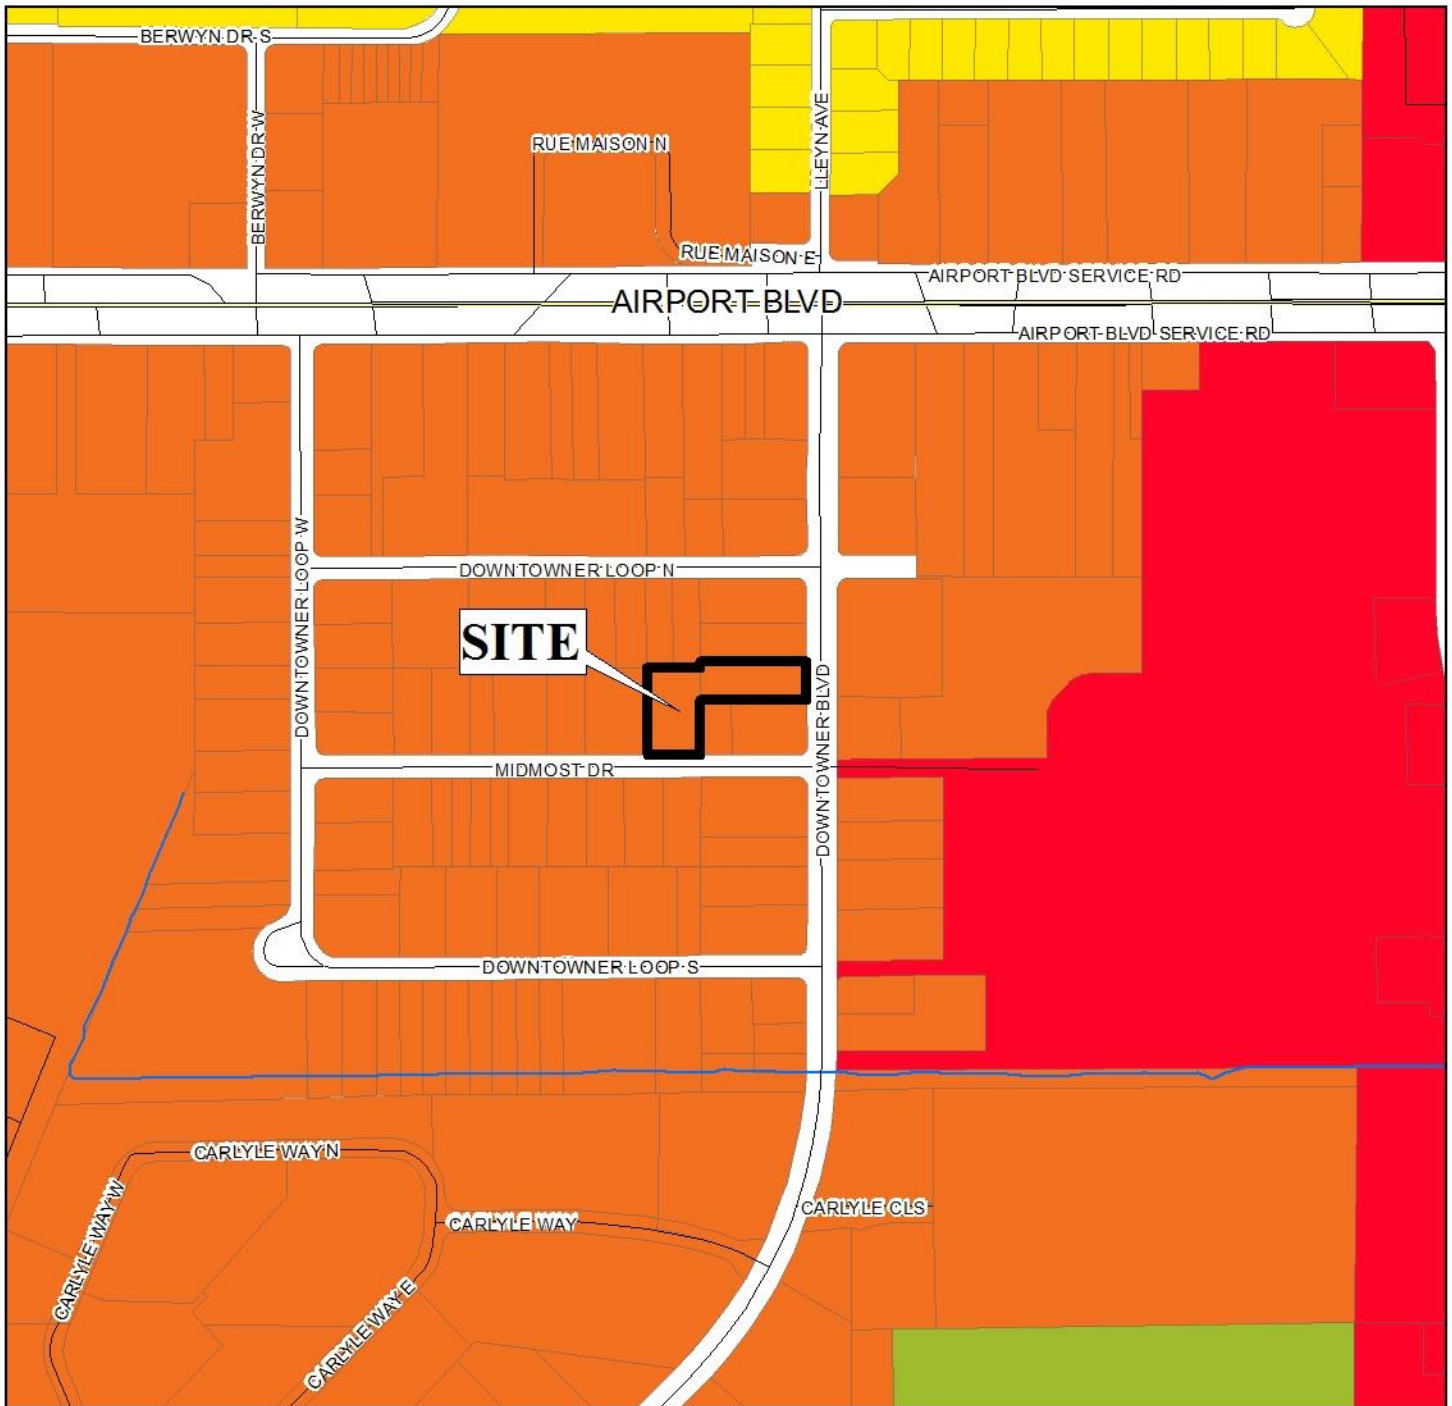 BERWYN DR S
BERWYN DR W
LLEYN AVE
RUE MAISON N
RUE MAISON E
AIRPORT BLVD SERVICE RD
AIRPORT BLVD
AIRPORT BLVD SERVICE RD
DOWNTOWNER LOOP W
DOWNTOWNER LOOP N
SITE
DOWNTOWNER BLVD
MIDMOST DR
DOWNTOWNER LOOP S
CARLYLE WAY N
CARLYLE WAY W
CARLYLE WAY
CARLYLE CLS
CARLYLE WAY E